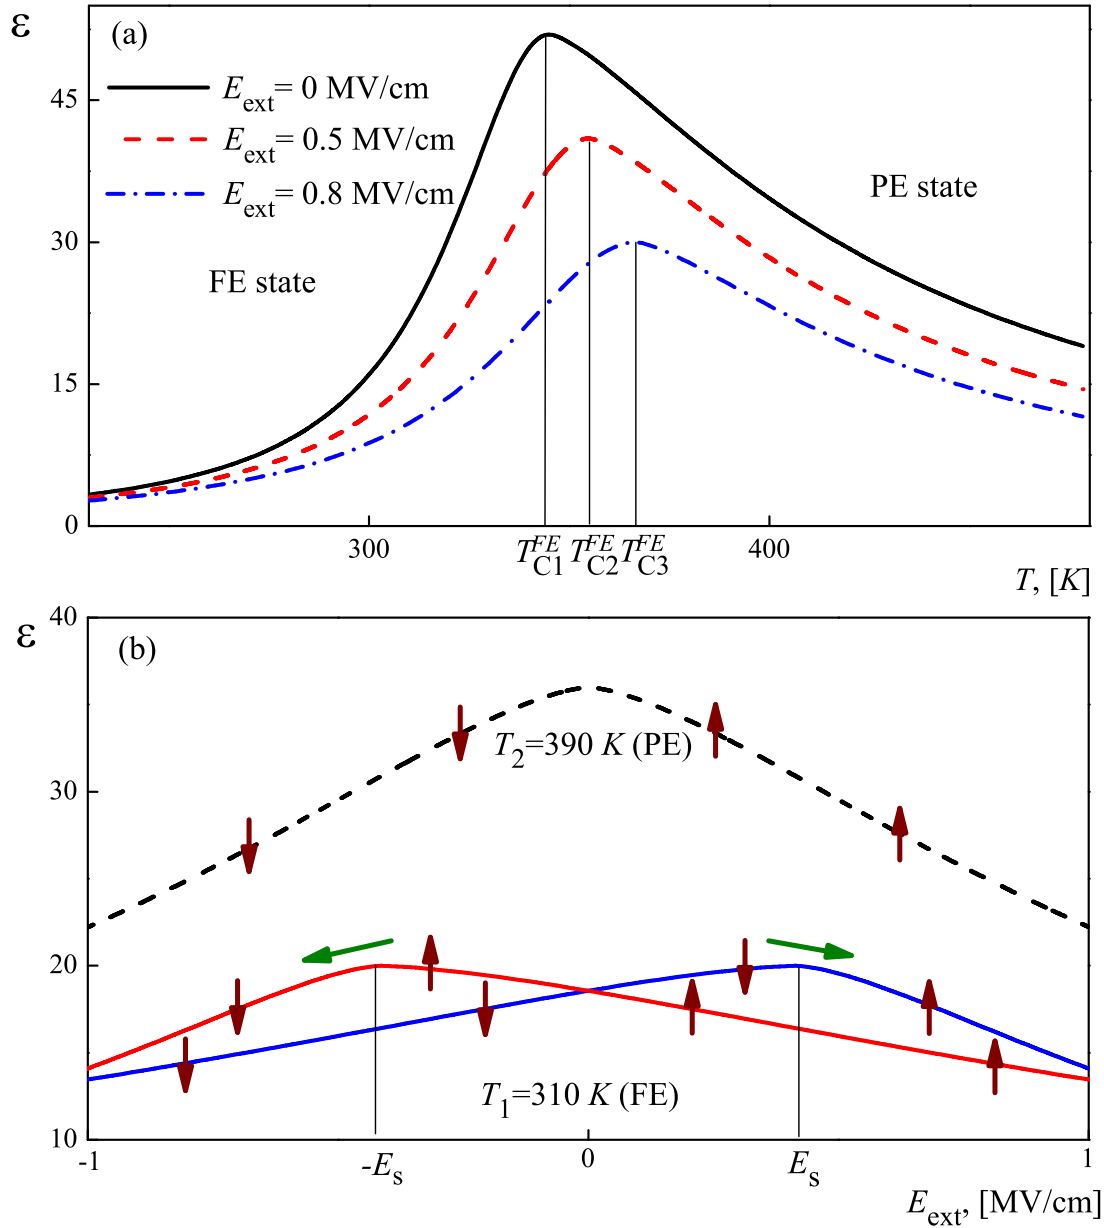 ε
(a)
45
30
15
0
E_ext= 0 MV/cm
E_ext= 0.5 MV/cm
E_ext= 0.8 MV/cm
PE state
FE state
300
T_C1^FE T_C2^FE T_C3^FE
400
T, [K]
ε
(b)
40
30
20
10
T_2=390 K (PE)
T_1=310 K (FE)
-1
-E_s
0
E_s
1
E_ext, [MV/cm]